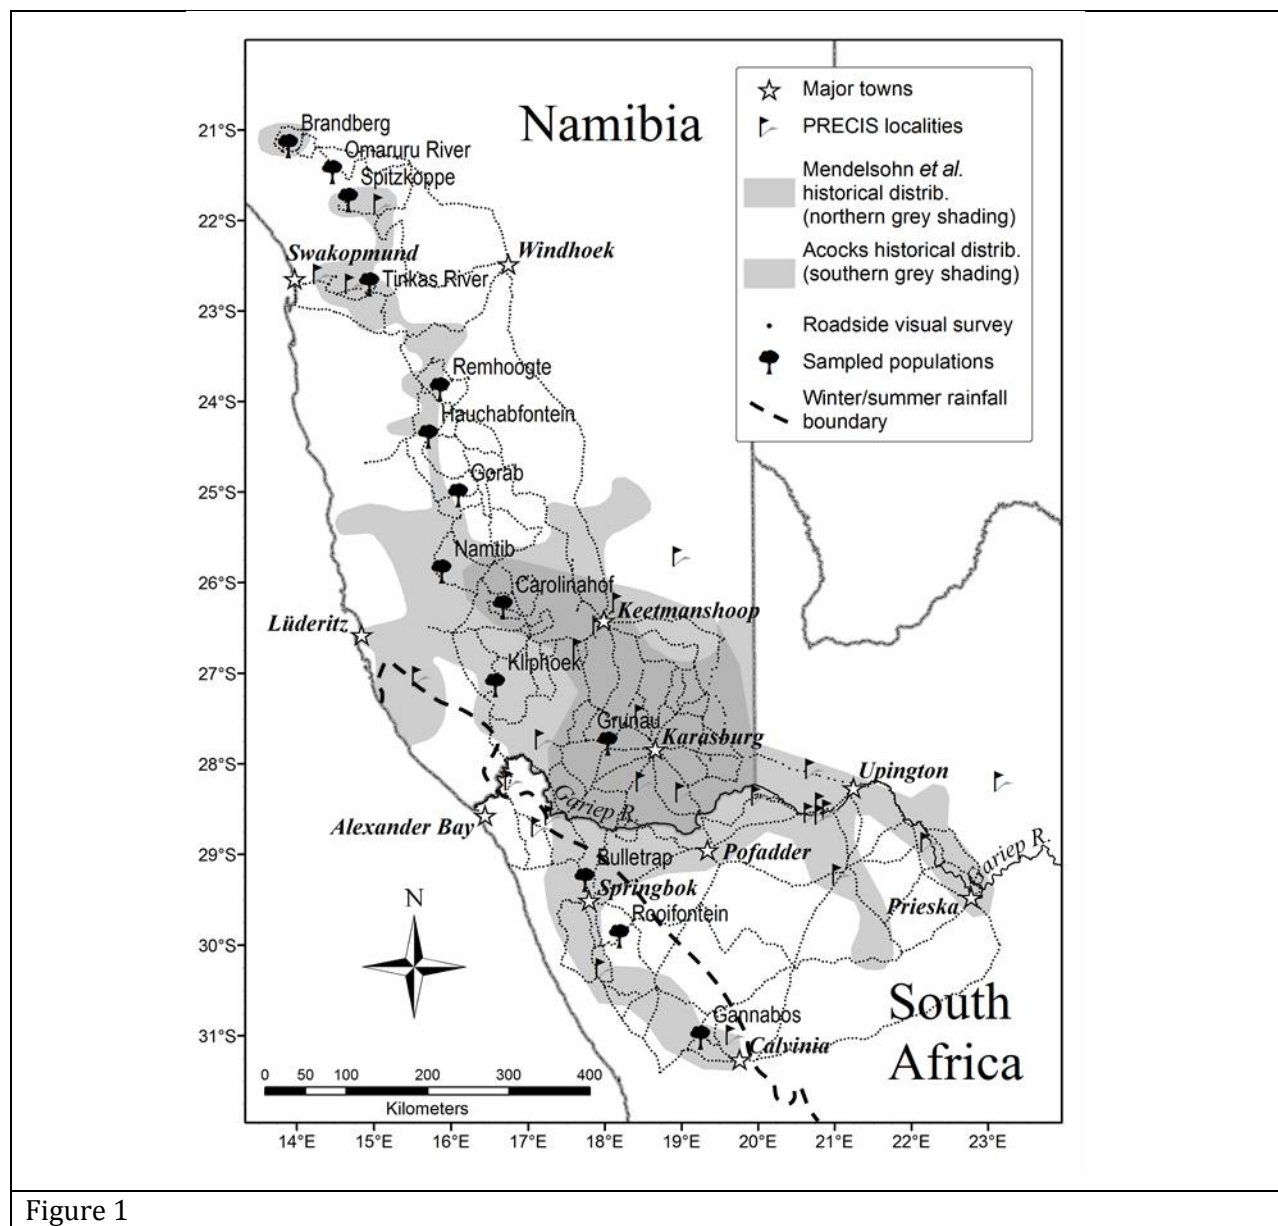 Namibia
Major towns
PRECIS localities
Mendelsohn et al.
historical distrib.
(northern grey shading)
Acocks historical distrib.
(southern grey shading)
Roadside visual survey
Sampled populations
Winter/summer rainfall
boundary
21°S
22°S
23°S
24°S
25°S
26°S
27°S
28°S
29°S
30°S
31°S
Brandberg
Omaruru River
Spitzkoppe
Swakopmund
Windhoek
Tinkas River
Remhoogte
Hauchabfontein
Gorab
Namtib
Carolinahof
Keetmanshoop
Lüderitz
Kliphoek
Grunau
Karasburg
Upington
Gariep R.
Alexander Bay
Bulletrap
Pofadder
Gariep R.
Springbok
Prieska
Rooifontein
N
South
Africa
Gannabos
Calvinia
0 50 100 200 300 400
Kilometers
14°E 15°E 16°E 17°E 18°E 19°E 20°E 21°E 22°E 23°E
Figure 1